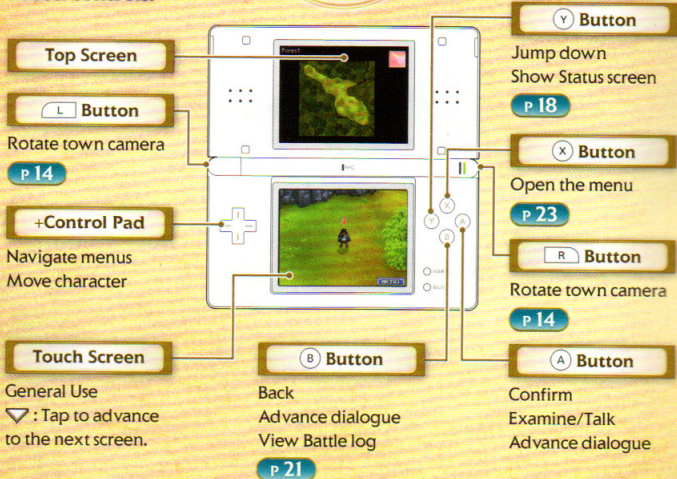 Top Screen
L Button
Rotate town camera
P 14
+Control Pad
Navigate menus
Move character
Touch Screen
General Use
▽ : Tap to advance
to the next screen.
Forest
MIC
X
Y
A
B
MENU
B Button
Back
Advance dialogue
View Battle log
P 21
Y Button
Jump down
Show Status screen
P 18
X Button
Open the menu
P 23
R Button
Rotate town camera
P 14
A Button
Confirm
Examine/Talk
Advance dialogue